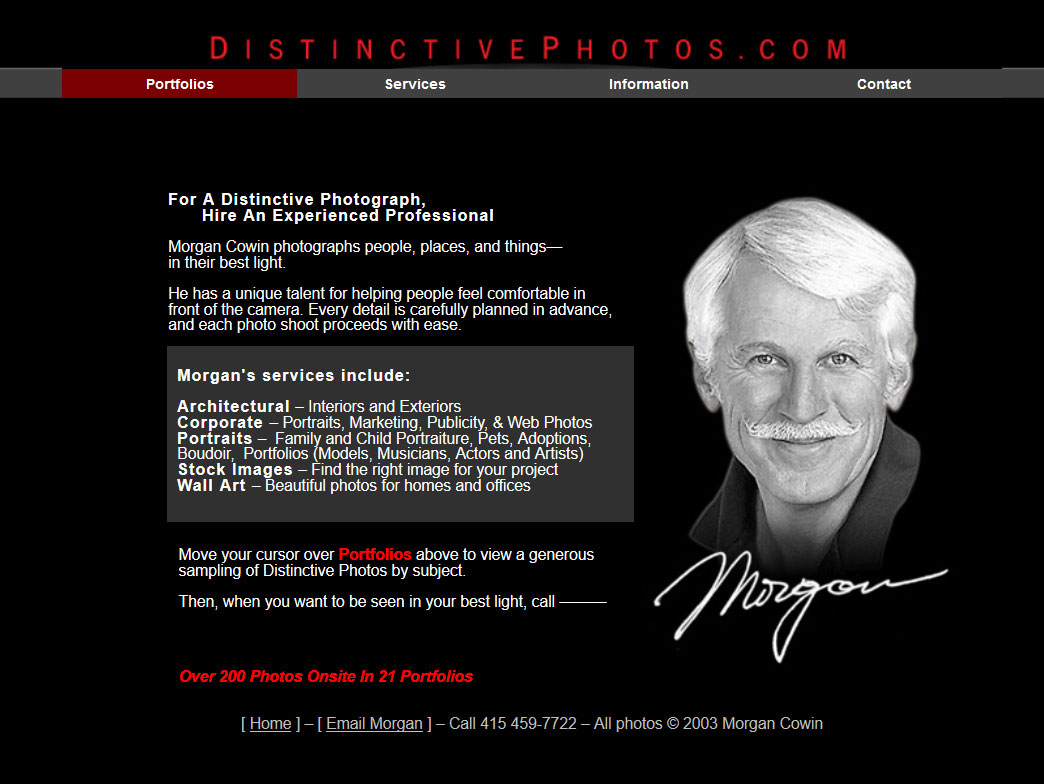 DISTINCTIVEPHOTOS.COM
Portfolios Services Information Contact
For A Distinctive Photograph,
Hire An Experienced Professional
Morgan Cowin photographs people, places, and things—
in their best light.
He has a unique talent for helping people feel comfortable in
front of the camera. Every detail is carefully planned in advance,
and each photo shoot proceeds with ease.
Morgan's services include:
Architectural – Interiors and Exteriors
Corporate – Portraits, Marketing, Publicity, & Web Photos
Portraits – Family and Child Portraiture, Pets, Adoptions,
Boudoir, Portfolios (Models, Musicians, Actors and Artists)
Stock Images – Find the right image for your project
Wall Art – Beautiful photos for homes and offices
Move your cursor over Portfolios above to view a generous
sampling of Distinctive Photos by subject.
Then, when you want to be seen in your best light, call ———
Morgan
Over 200 Photos Onsite In 21 Portfolios
[ Home ] – [ Email Morgan ] – Call 415 459-7722 – All photos © 2003 Morgan Cowin